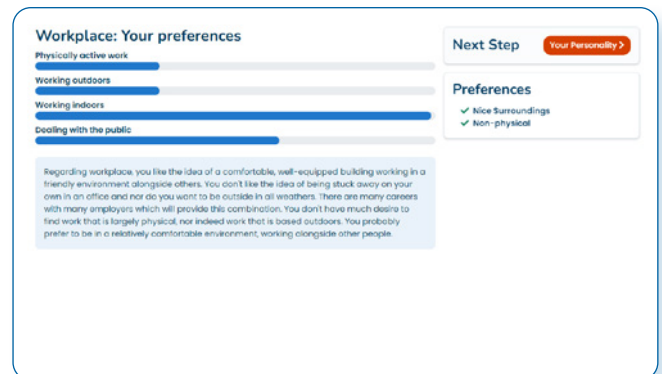 Workplace: Your preferences
Physically active work
Working outdoors
Working indoors
Dealing with the public
Regarding workplace, you like the idea of a comfortable, well-equipped building working in a
friendly environment alongside others. You don't like the idea of being stuck away on your
own in an office and nor do you want to be outside in all weathers. There are many careers
with many employers which will provide this combination. You don't have much desire to
find work that is largely physical, nor indeed work that is based outdoors. You probably
prefer to be in a relatively comfortable environment, working alongside other people.
Next Step
Your Personality >
Preferences
✓ Nice Surroundings
✓ Non-physical